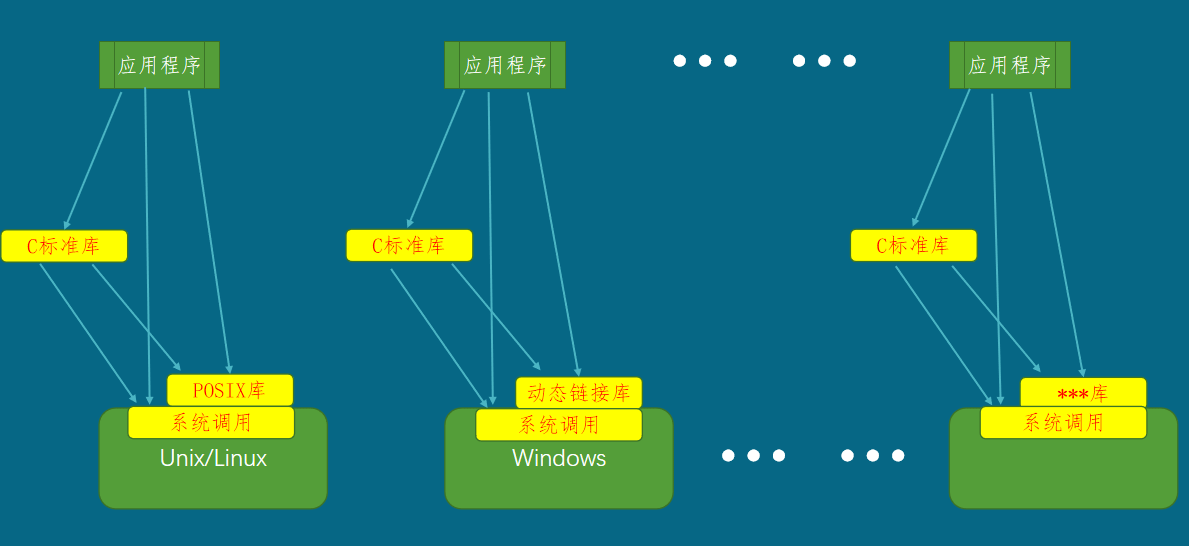 应用程序
应用程序
••• •••
应用程序
C标准库
C标准库
C标准库
POSIX库
动态链接库
***库
系统调用
系统调用
系统调用
Unix/Linux
Windows
••• •••